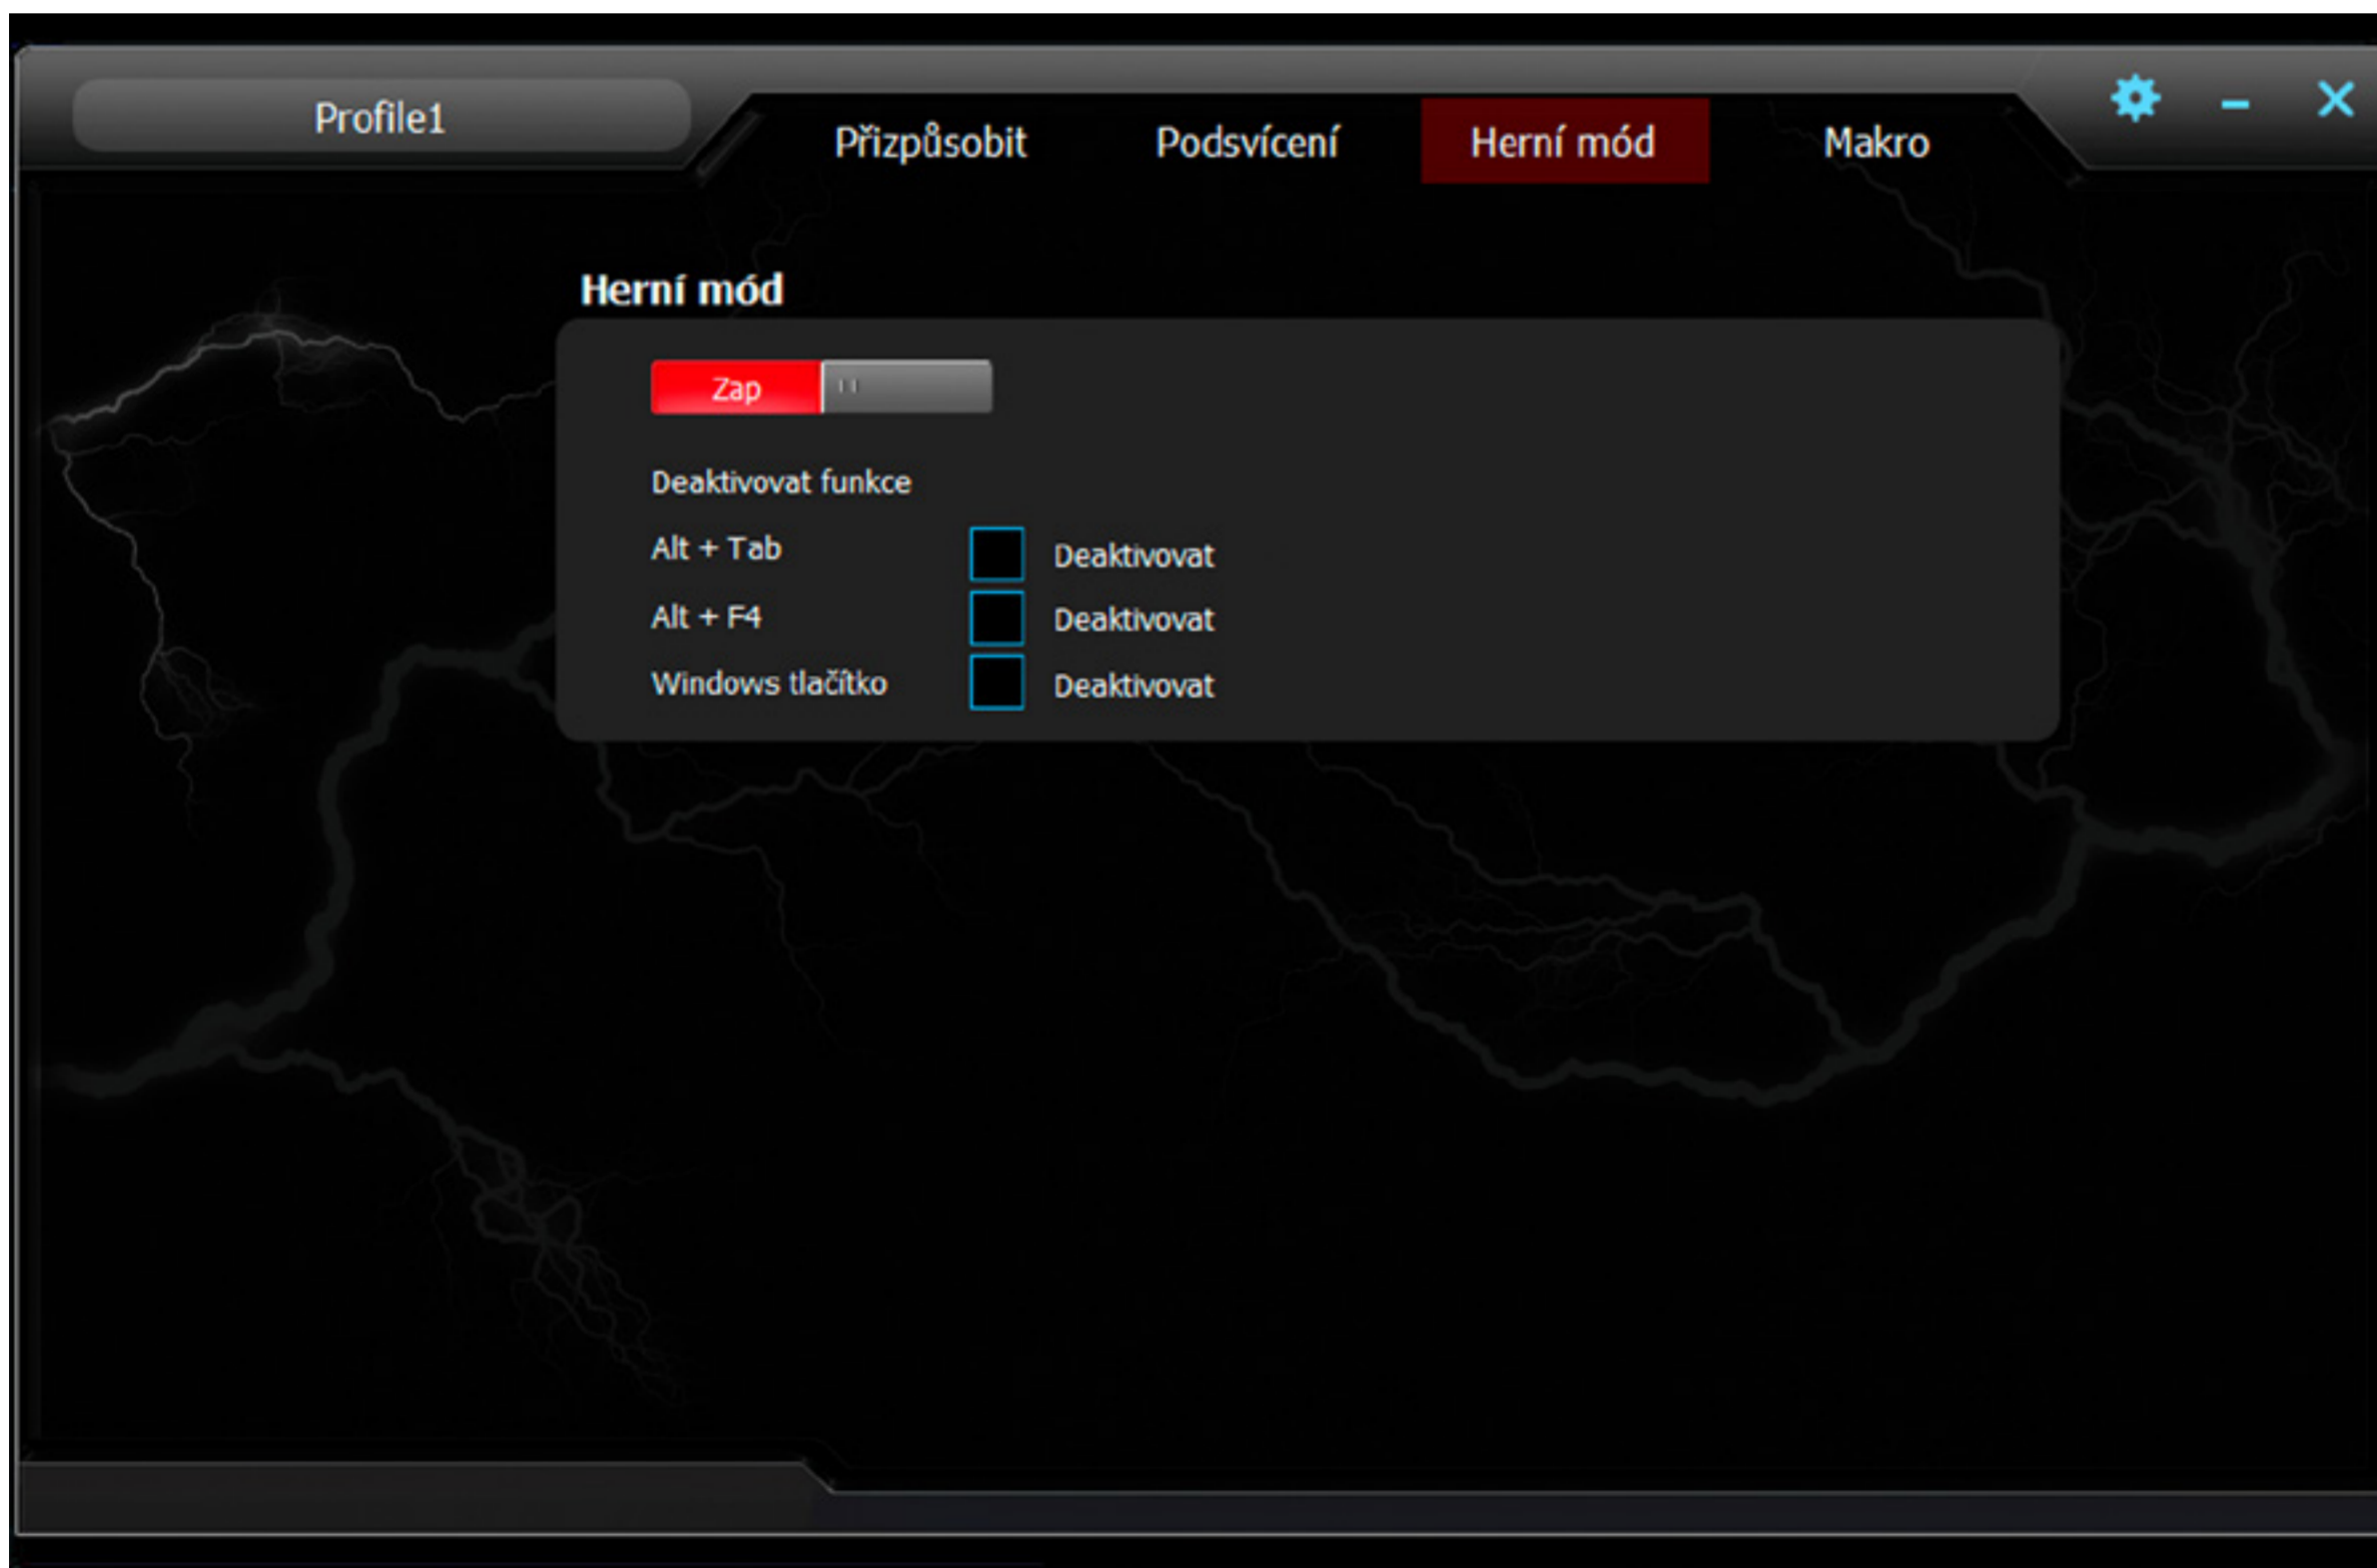 Profile1
Přizpůsobit Podsvícení Herní mód Makro
Herní mód
Zap
Deaktivovat funkce
Alt + Tab Deaktivovat
Alt + F4 Deaktivovat
Windows tlačítko Deaktivovat